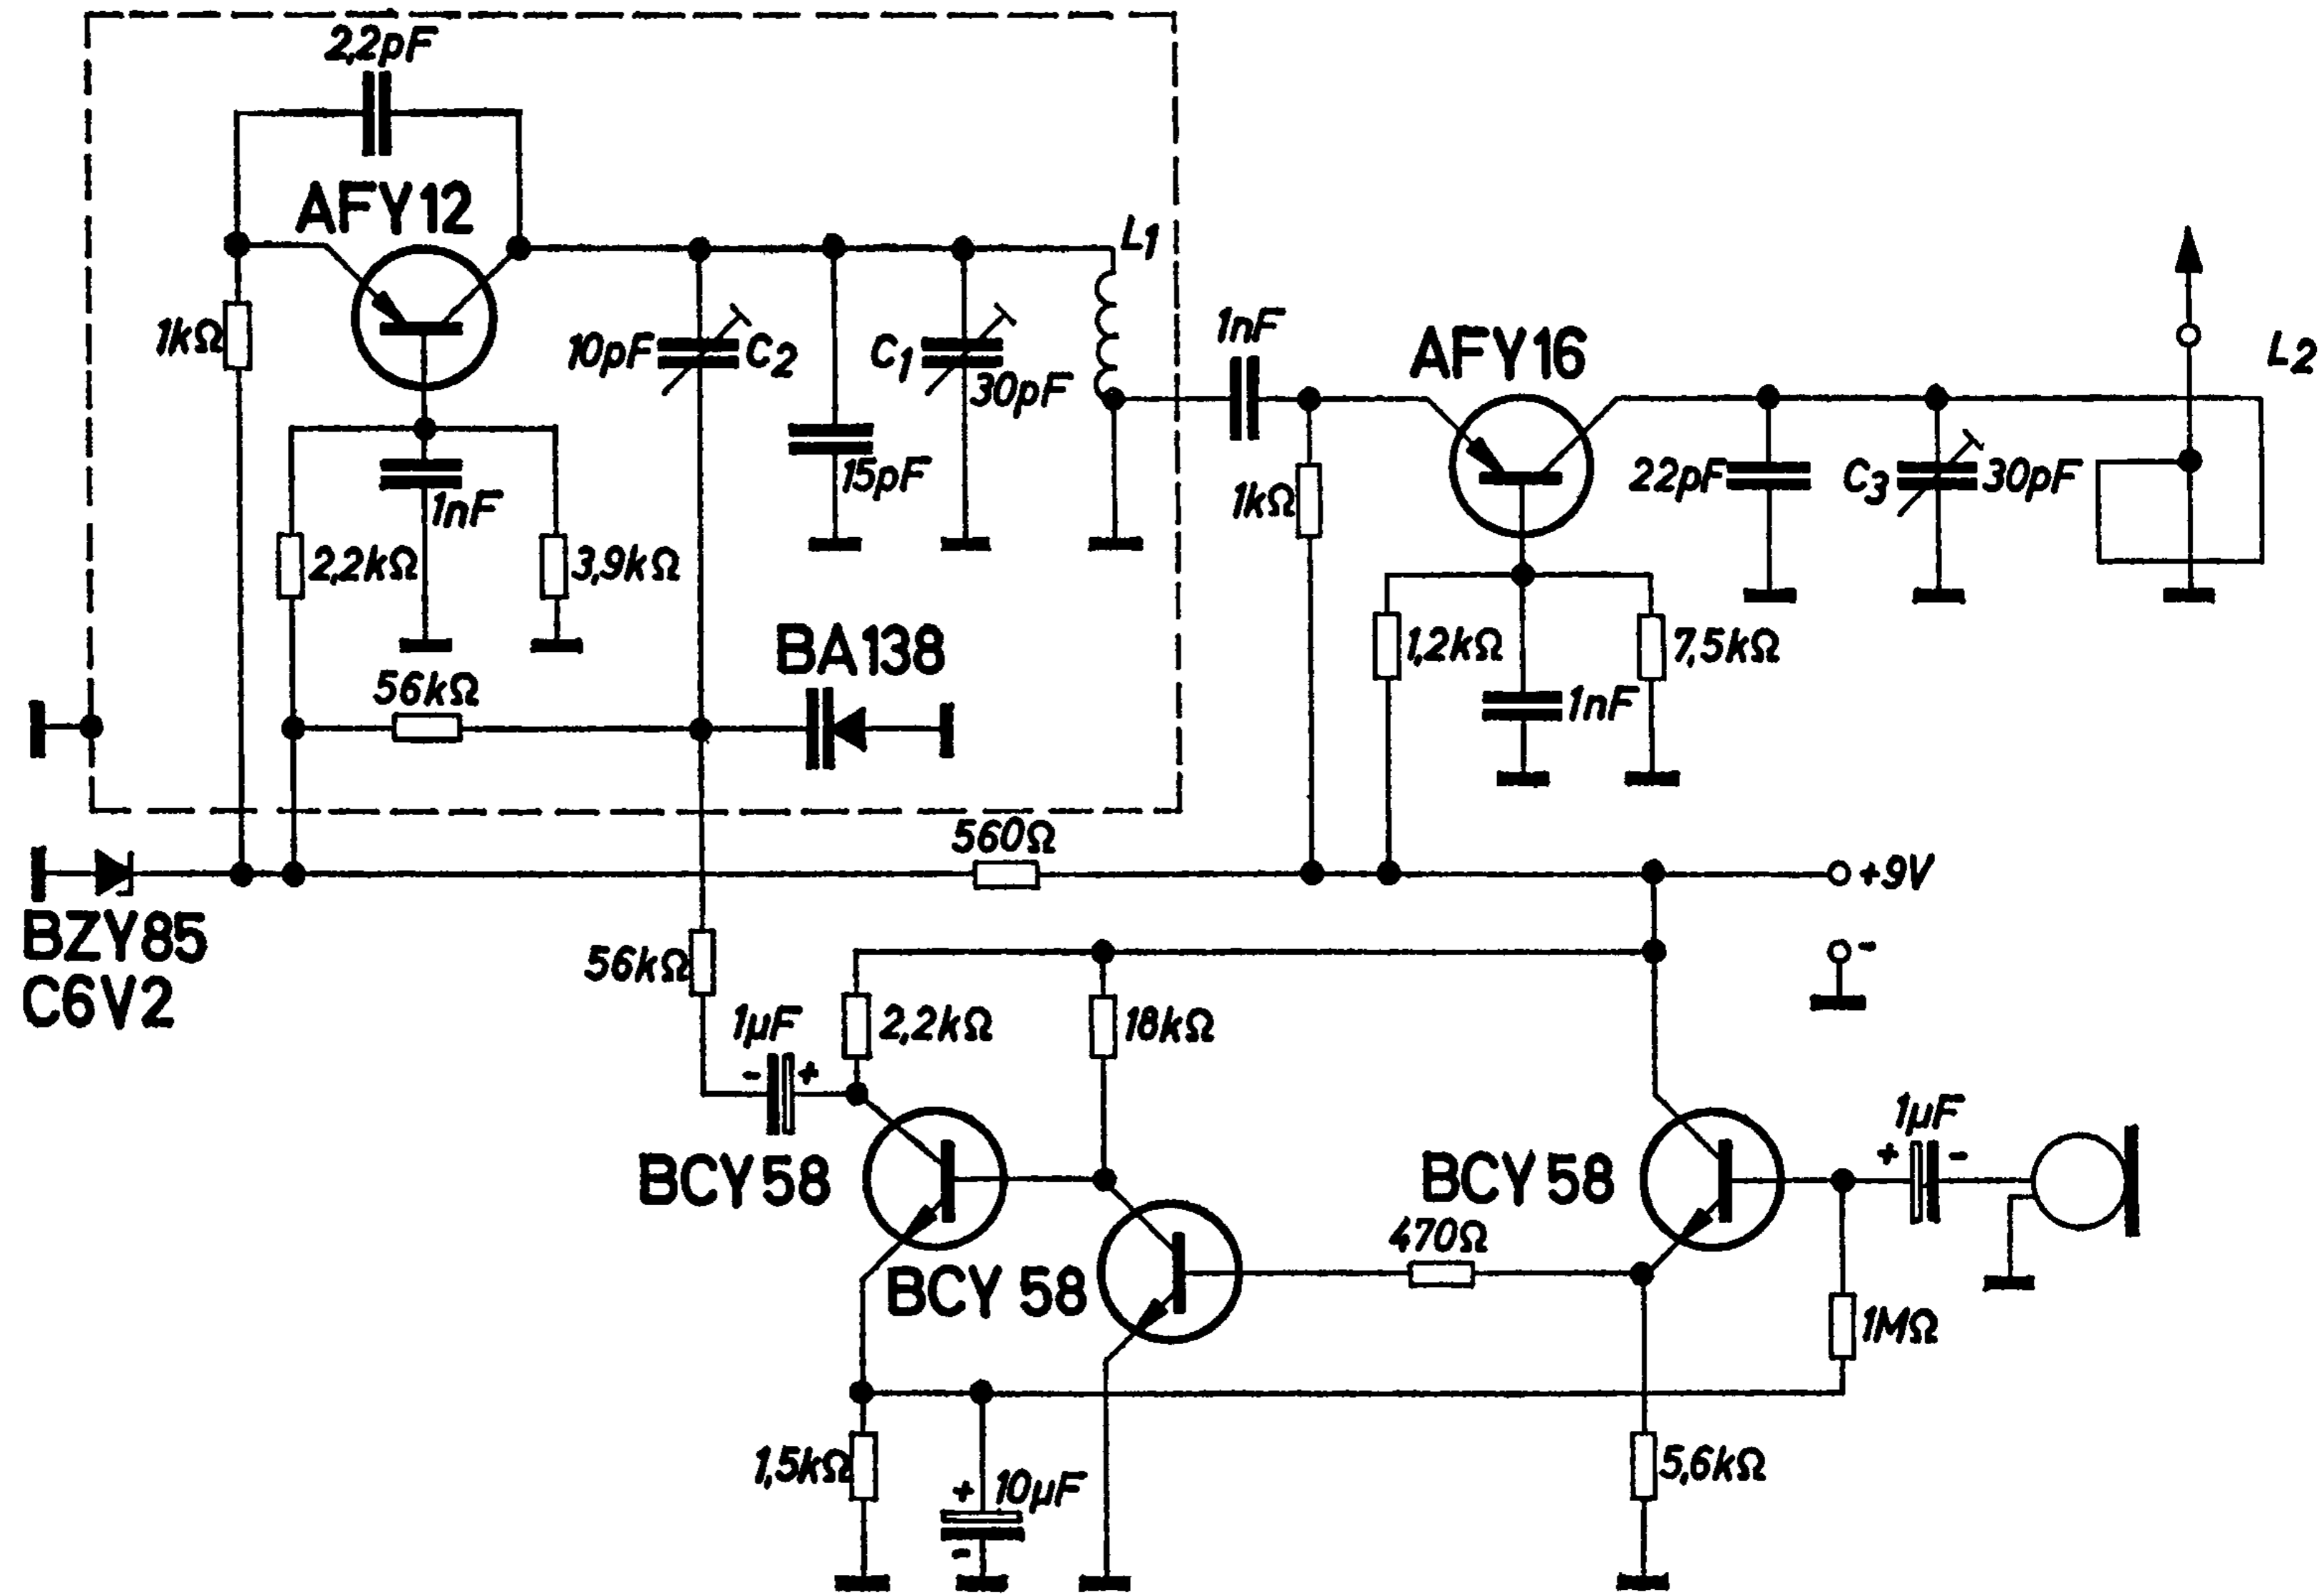 2,2pF
AFY12
L1
1kΩ
10pF
C2
C1
30pF
15pF
1nF
2,2kΩ
3,9kΩ
56kΩ
BA138
1nF
AFY16
L2
1kΩ
22pF
C3
30pF
1,2kΩ
7,5kΩ
1nF
560Ω
+9V
-
BZY85
C6V2
56kΩ
1µF
- +
2,2kΩ
18kΩ
BCY58
BCY 58
BCY58
470Ω
1µF
+ -
1MΩ
1,5kΩ
+
10µF
-
5,6kΩ